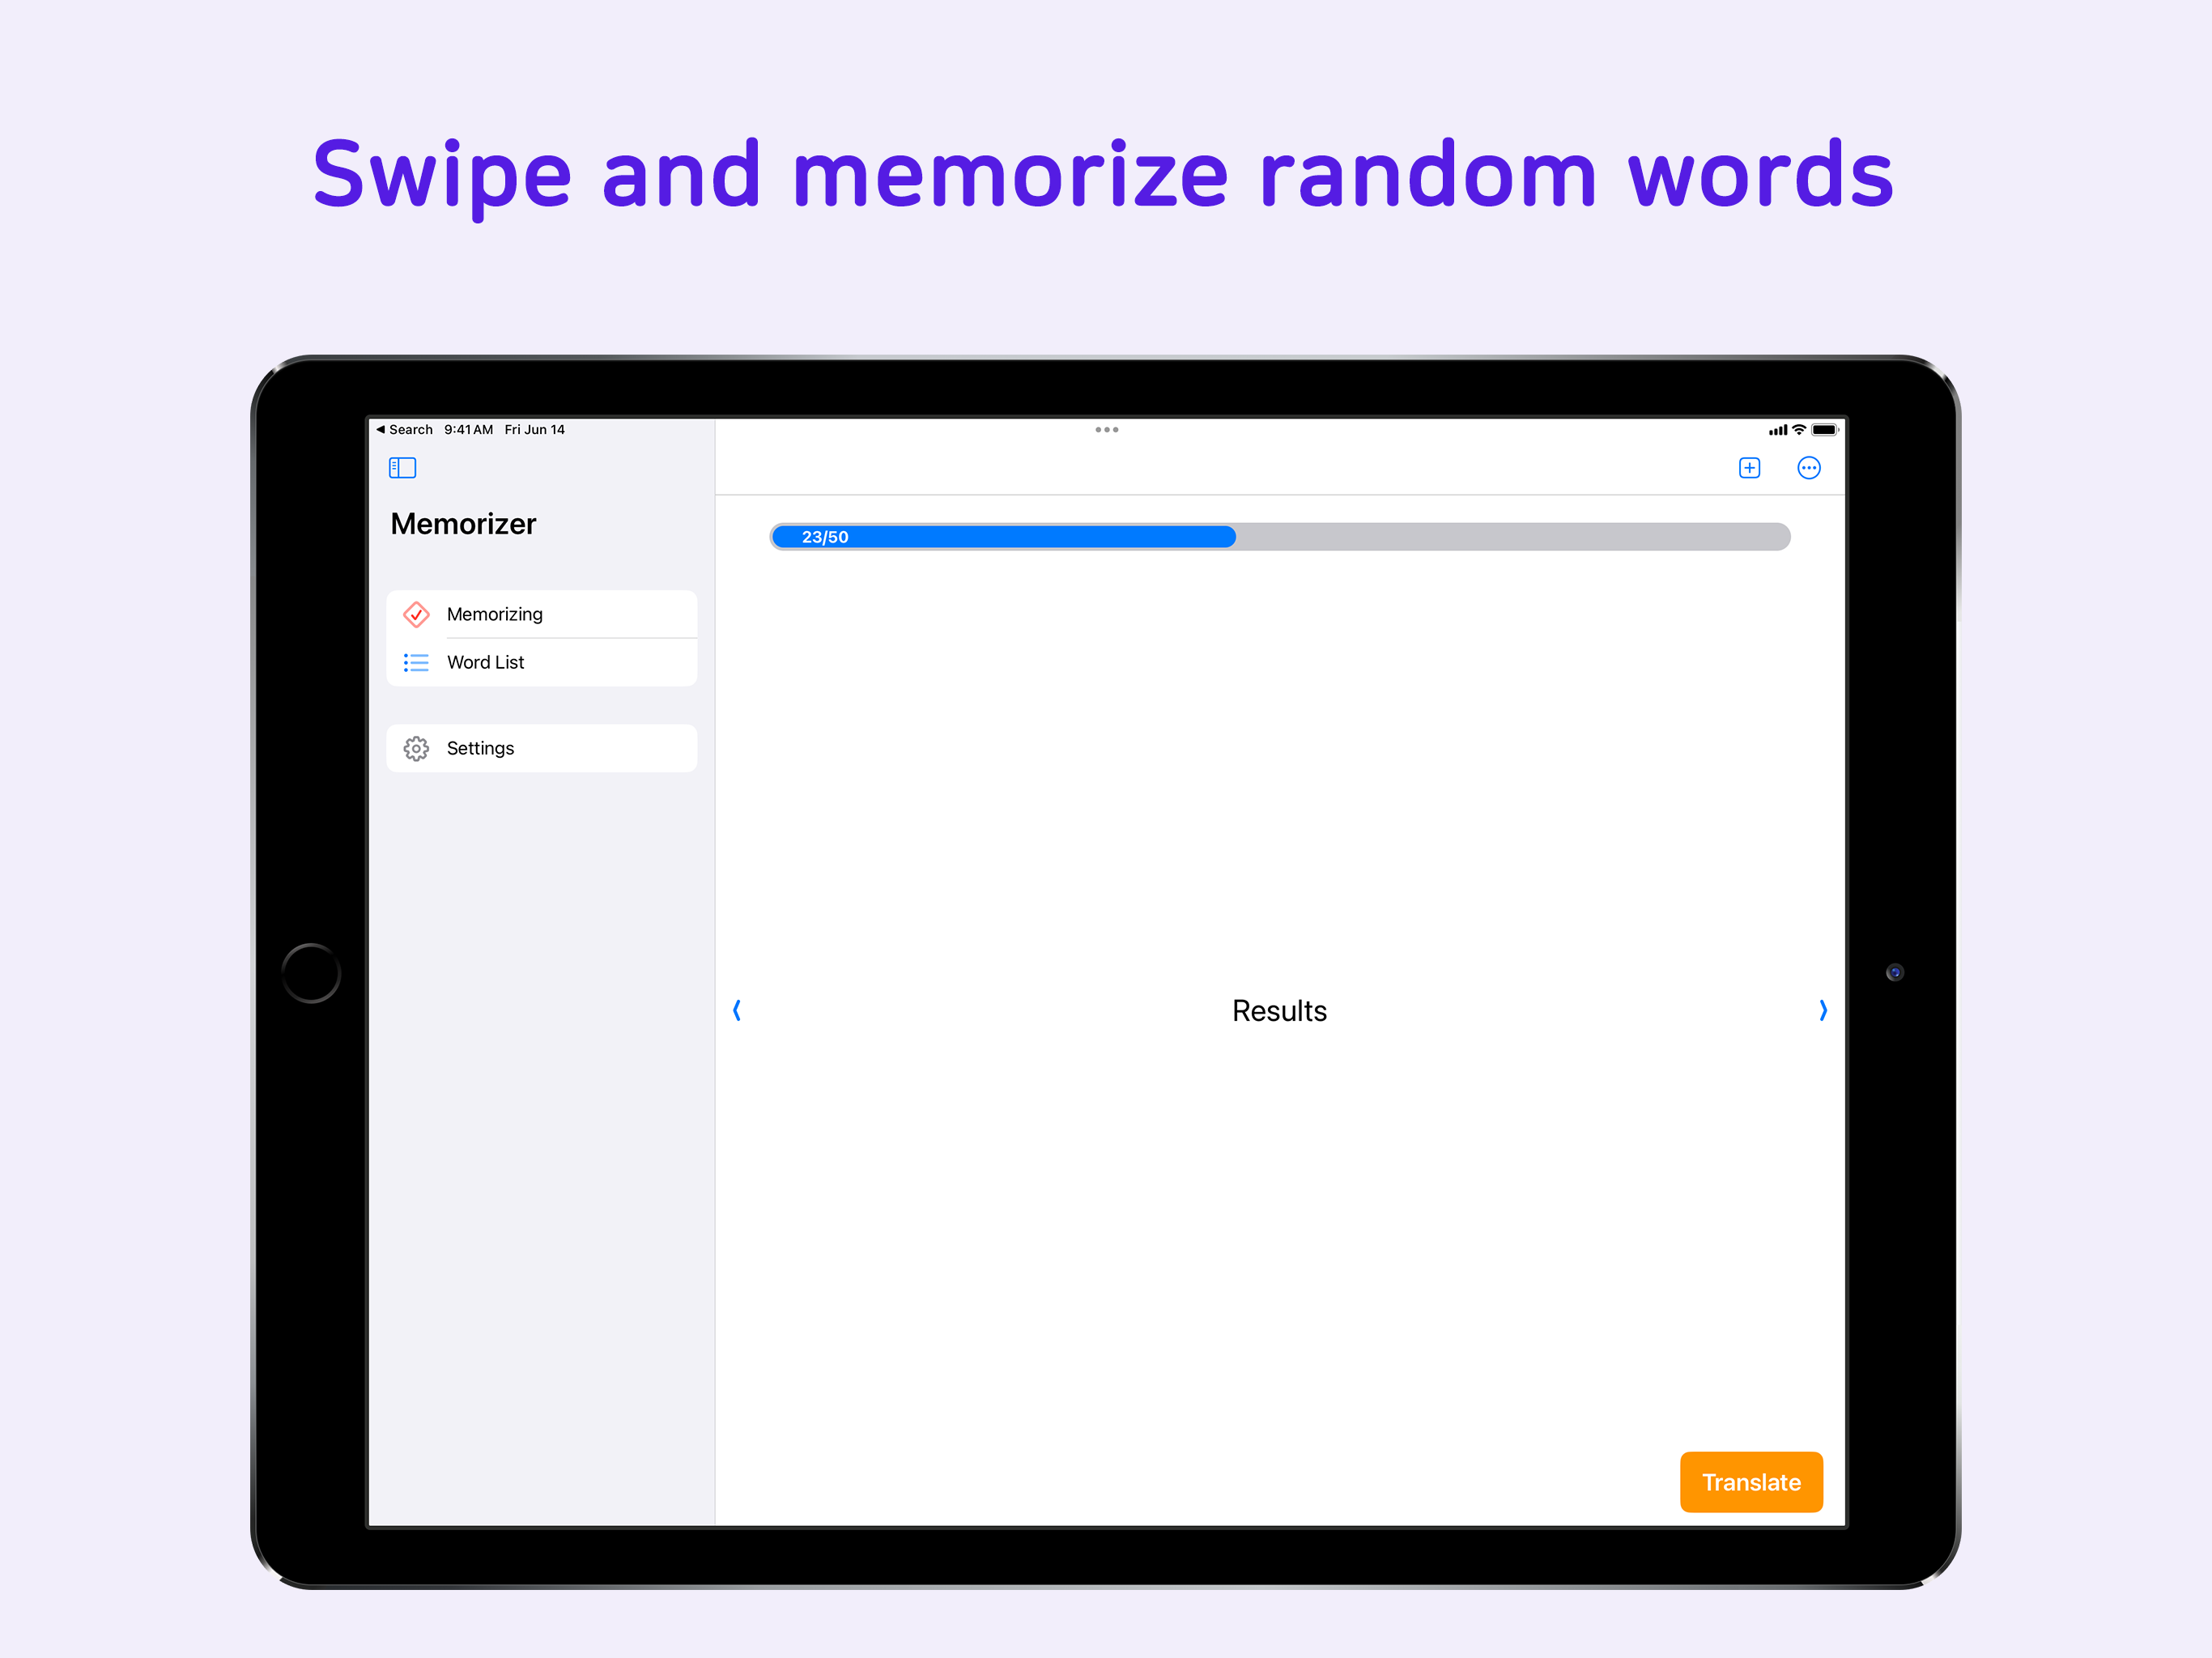 Swipe and memorize random words
Search 9:41 AM Fri Jun 14
Memorizer
Memorizing
Word List
Settings
23/50
Results
Translate